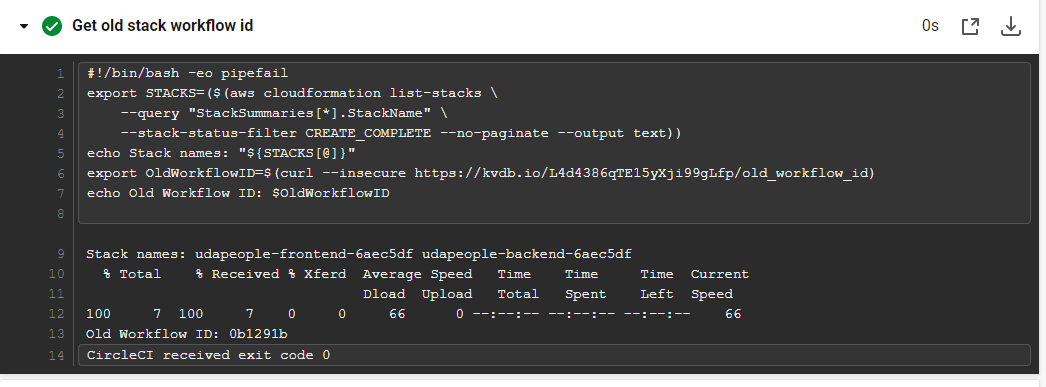 Get old stack workflow id
0s
1 #!/bin/bash -eo pipefail
2 export STACKS=($(aws cloudformation list-stacks \
3 --query "StackSummaries[*].StackName" \
4 --stack-status-filter CREATE_COMPLETE --no-paginate --output text))
5 echo Stack names: "${STACKS[@]}"
6 export OldWorkflowID=$(curl --insecure https://kvdb.io/L4d4386qTE15yXji99gLfp/old_workflow_id)
7 echo Old Workflow ID: $OldWorkflowID
8
9 Stack names: udapeople-frontend-6aec5df udapeople-backend-6aec5df
10 % Total % Received % Xferd Average Speed Time Time Time Current
11 Dload Upload Total Spent Left Speed
12 100 7 100 7 0 0 66 0 --:--:-- --:--:-- --:--:-- 66
13 Old Workflow ID: 0b1291b
14 CircleCI received exit code 0